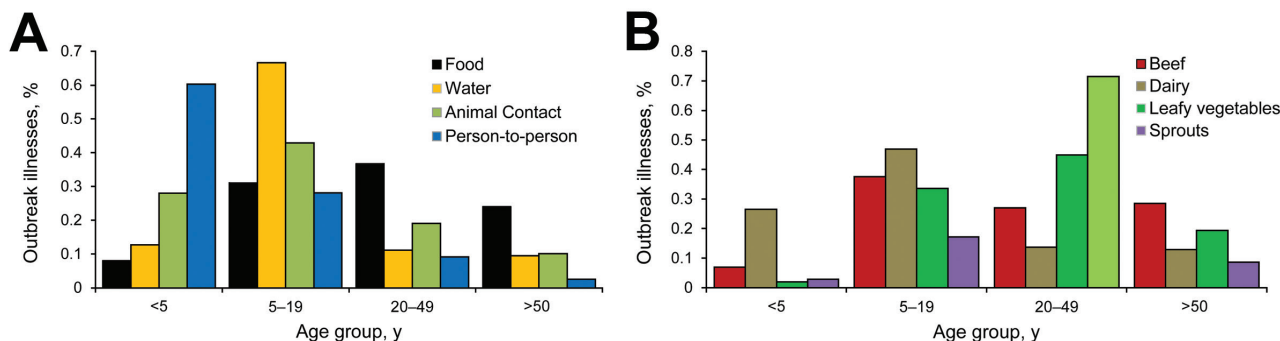 A
Outbreak illnesses, %
0.7
0.6
0.5
0.4
0.3
0.2
0.1
0
Food
Water
Animal Contact
Person-to-person
<5
5–19
20–49
>50
Age group, y
B
Outbreak illnesses, %
0.8
0.7
0.6
0.5
0.4
0.3
0.2
0.1
0
Beef
Dairy
Leafy vegetables
Sprouts
<5
5–19
20–49
>50
Age group, y